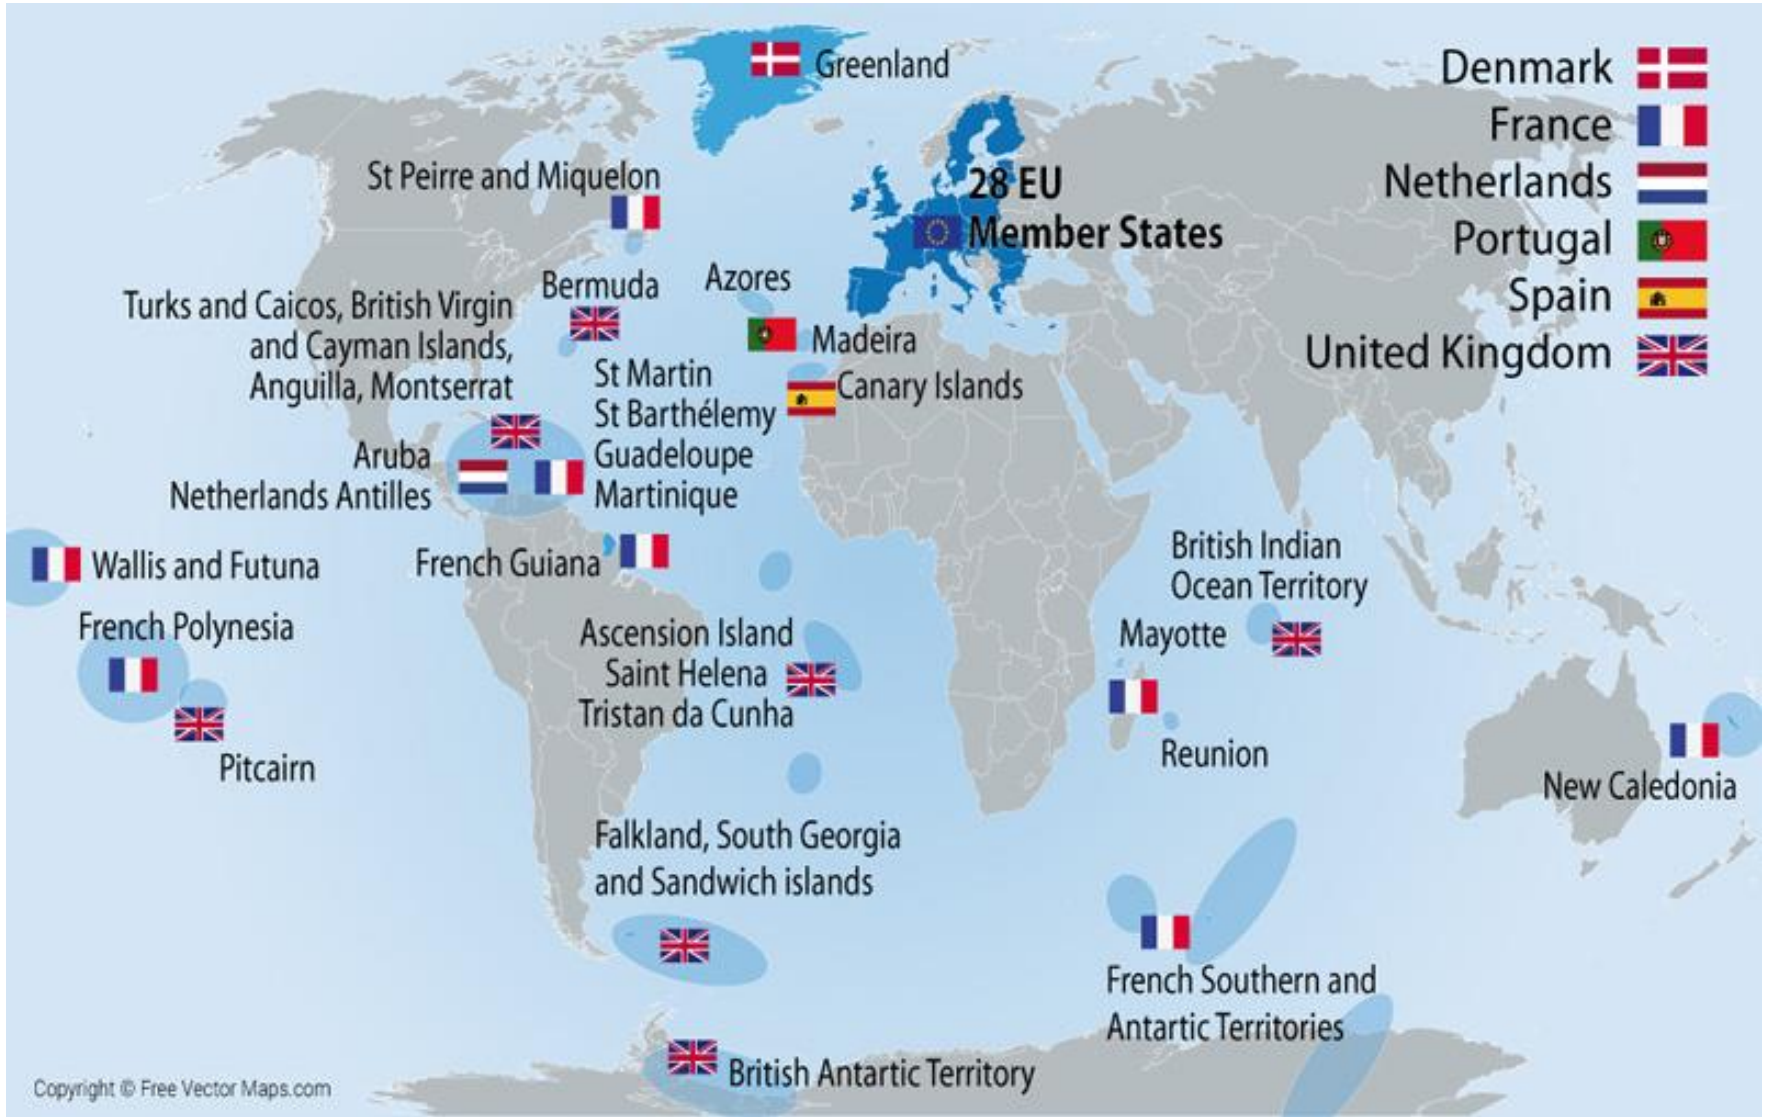 Greenland
Denmark
France
Netherlands
Portugal
Spain
United Kingdom
28 EU
Member States
St Peirre and Miquelon
Bermuda
Azores
Madeira
Canary Islands
Turks and Caicos, British Virgin
and Cayman Islands,
Anguilla, Montserrat
St Martin
St Barthélemy
Guadeloupe
Martinique
Aruba
Netherlands Antilles
Wallis and Futuna
French Guiana
French Polynesia
Pitcairn
Ascension Island
Saint Helena
Tristan da Cunha
British Indian
Ocean Territory
Mayotte
Reunion
New Caledonia
Falkland, South Georgia
and Sandwich islands
French Southern and
Antartic Territories
British Antarctic Territory
Copyright © Free Vector Maps.com